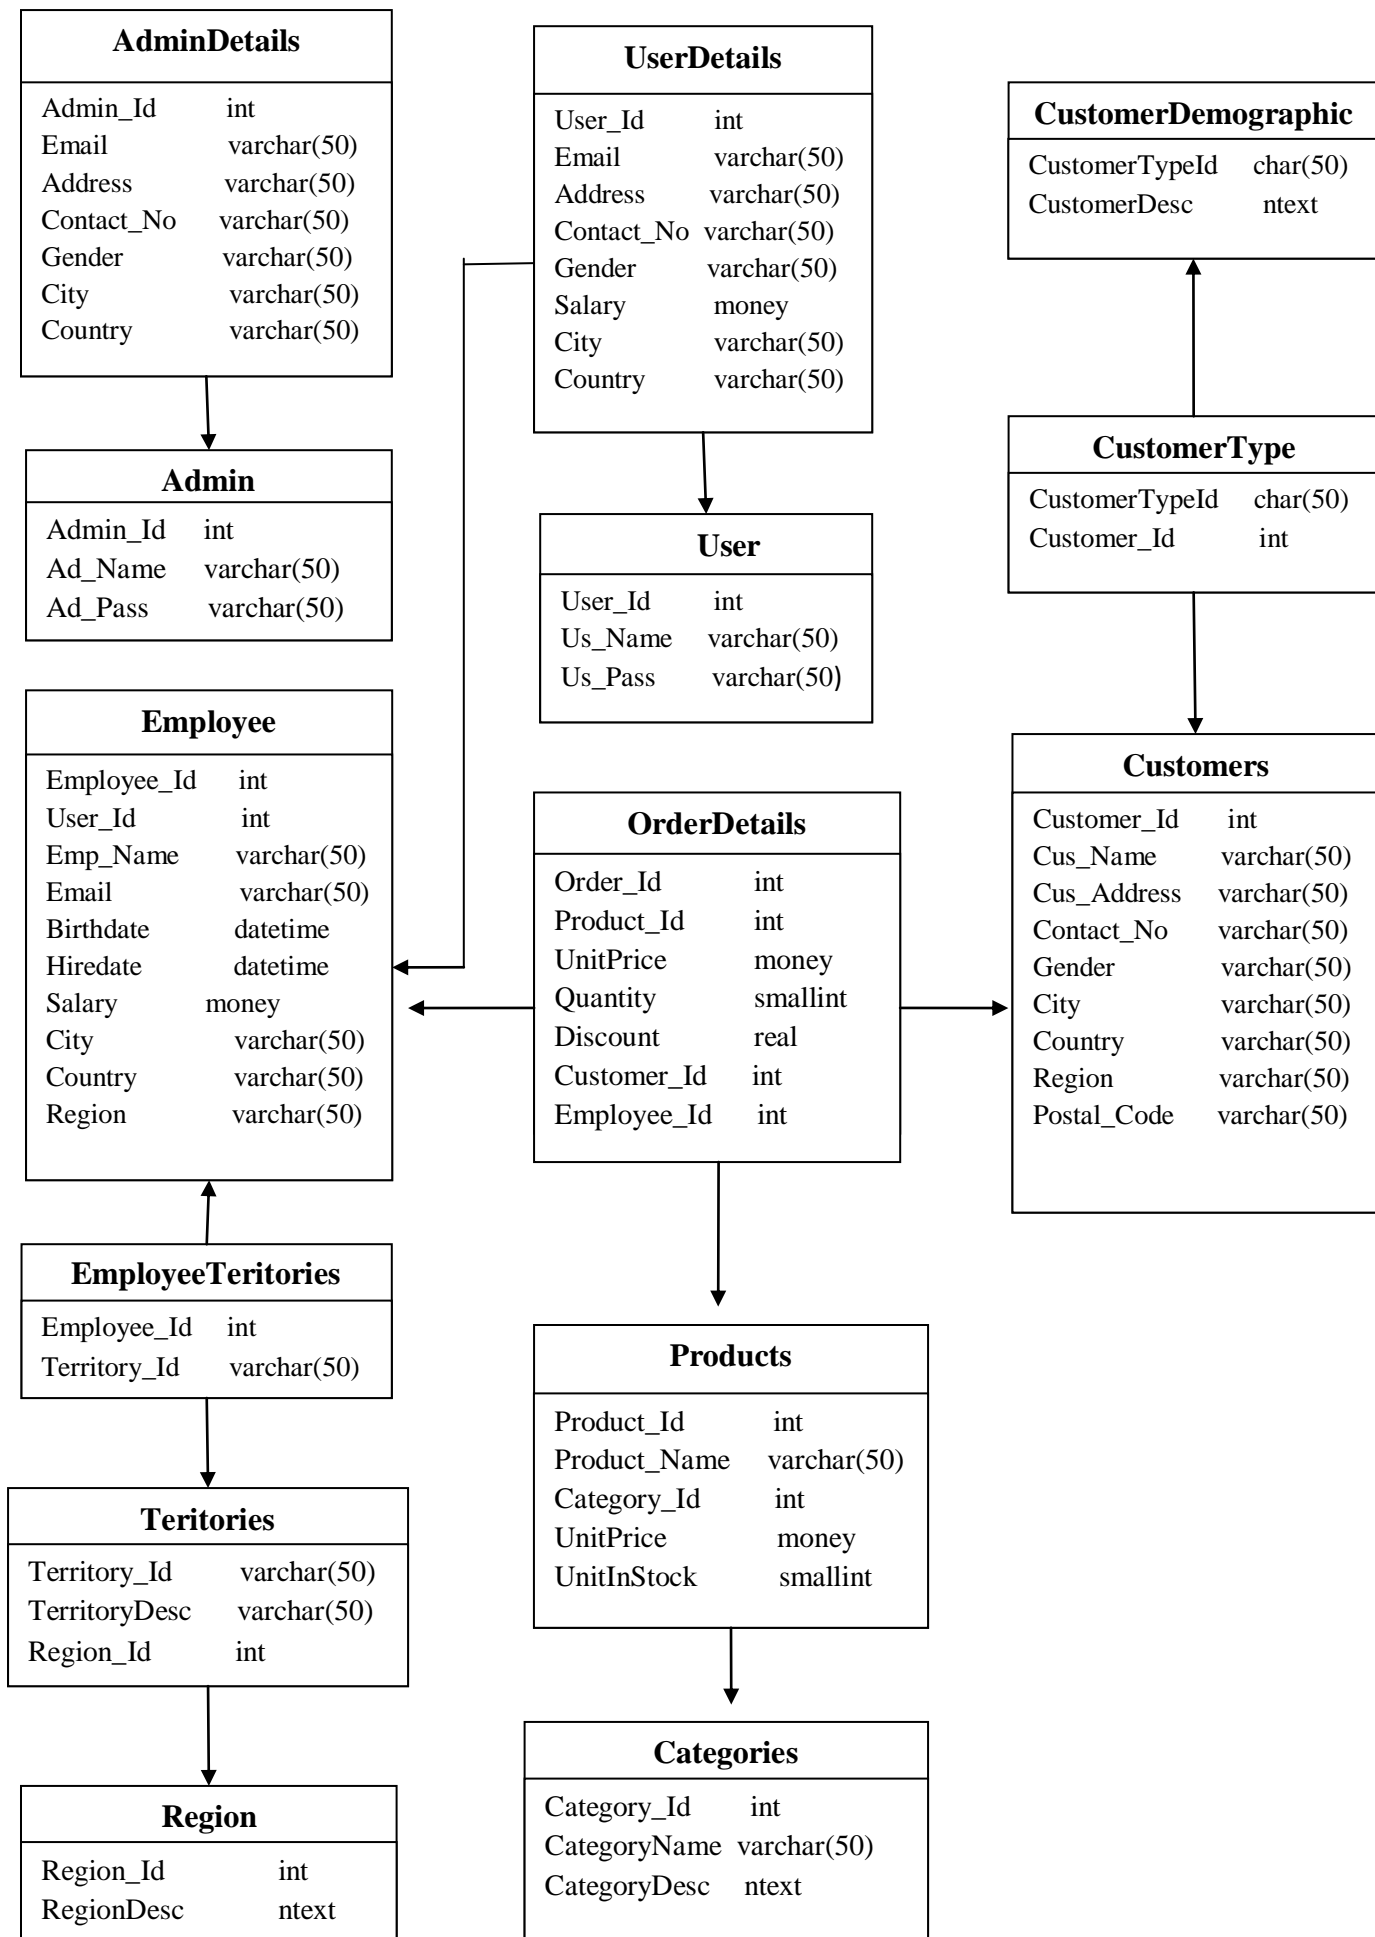 AdminDetails
Admin_Id int
Email varchar(50)
Address varchar(50)
Contact_No varchar(50)
Gender varchar(50)
City varchar(50)
Country varchar(50)
Admin
Admin_Id int
Ad_Name varchar(50)
Ad_Pass varchar(50)
Employee
Employee_Id int
User_Id int
Emp_Name varchar(50)
Email varchar(50)
Birthdate datetime
Hiredate datetime
Salary money
City varchar(50)
Country varchar(50)
Region varchar(50)
EmployeeTeritories
Employee_Id int
Territory_Id varchar(50)
Teritories
Territory_Id varchar(50)
TerritoryDesc varchar(50)
Region_Id int
Region
Region_Id int
RegionDesc ntext
UserDetails
User_Id int
Email varchar(50)
Address varchar(50)
Contact_No varchar(50)
Gender varchar(50)
Salary money
City varchar(50)
Country varchar(50)
User
User_Id int
Us_Name varchar(50)
Us_Pass varchar(50)
OrderDetails
Order_Id int
Product_Id int
UnitPrice money
Quantity smallint
Discount real
Customer_Id int
Employee_Id int
Products
Product_Id int
Product_Name varchar(50)
Category_Id int
UnitPrice money
UnitInStock smallint
Categories
Category_Id int
CategoryName varchar(50)
CategoryDesc ntext
CustomerDemographic
CustomerTypeId char(50)
CustomerDesc ntext
CustomerType
CustomerTypeId char(50)
Customer_Id int
Customers
Customer_Id int
Cus_Name varchar(50)
Cus_Address varchar(50)
Contact_No varchar(50)
Gender varchar(50)
City varchar(50)
Country varchar(50)
Region varchar(50)
Postal_Code varchar(50)